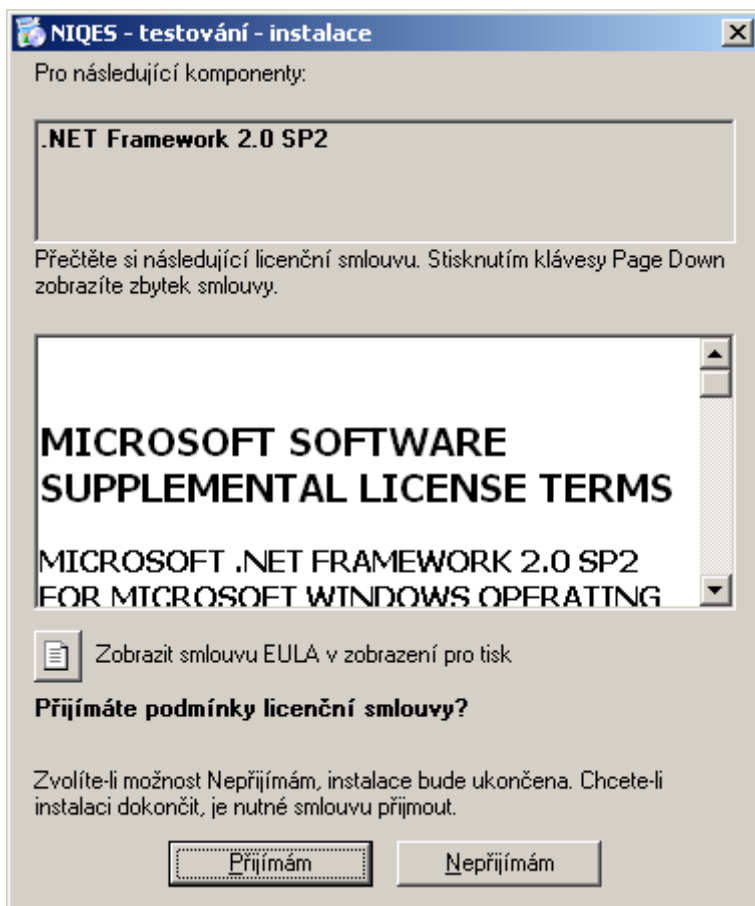 NIQES - testování - instalace
Pro následující komponenty:
.NET Framework 2.0 SP2
Přečtěte si následující licenční smlouvu. Stisknutím klávesy Page Down
zobrazíte zbytek smlouvy.
MICROSOFT SOFTWARE
SUPPLEMENTAL LICENSE TERMS
MICROSOFT .NET FRAMEWORK 2.0 SP2
FOR MICROSOFT WINDOWS OPERATING
Zobrazit smlouvu EULA v zobrazení pro tisk
Přijímáte podmínky licenční smlouvy?
Zvolíte-li možnost Nepřijímám, instalace bude ukončena. Chcete-li
instalaci dokončit, je nutné smlouvu přijmout.
Přijímám
Nepřijímám